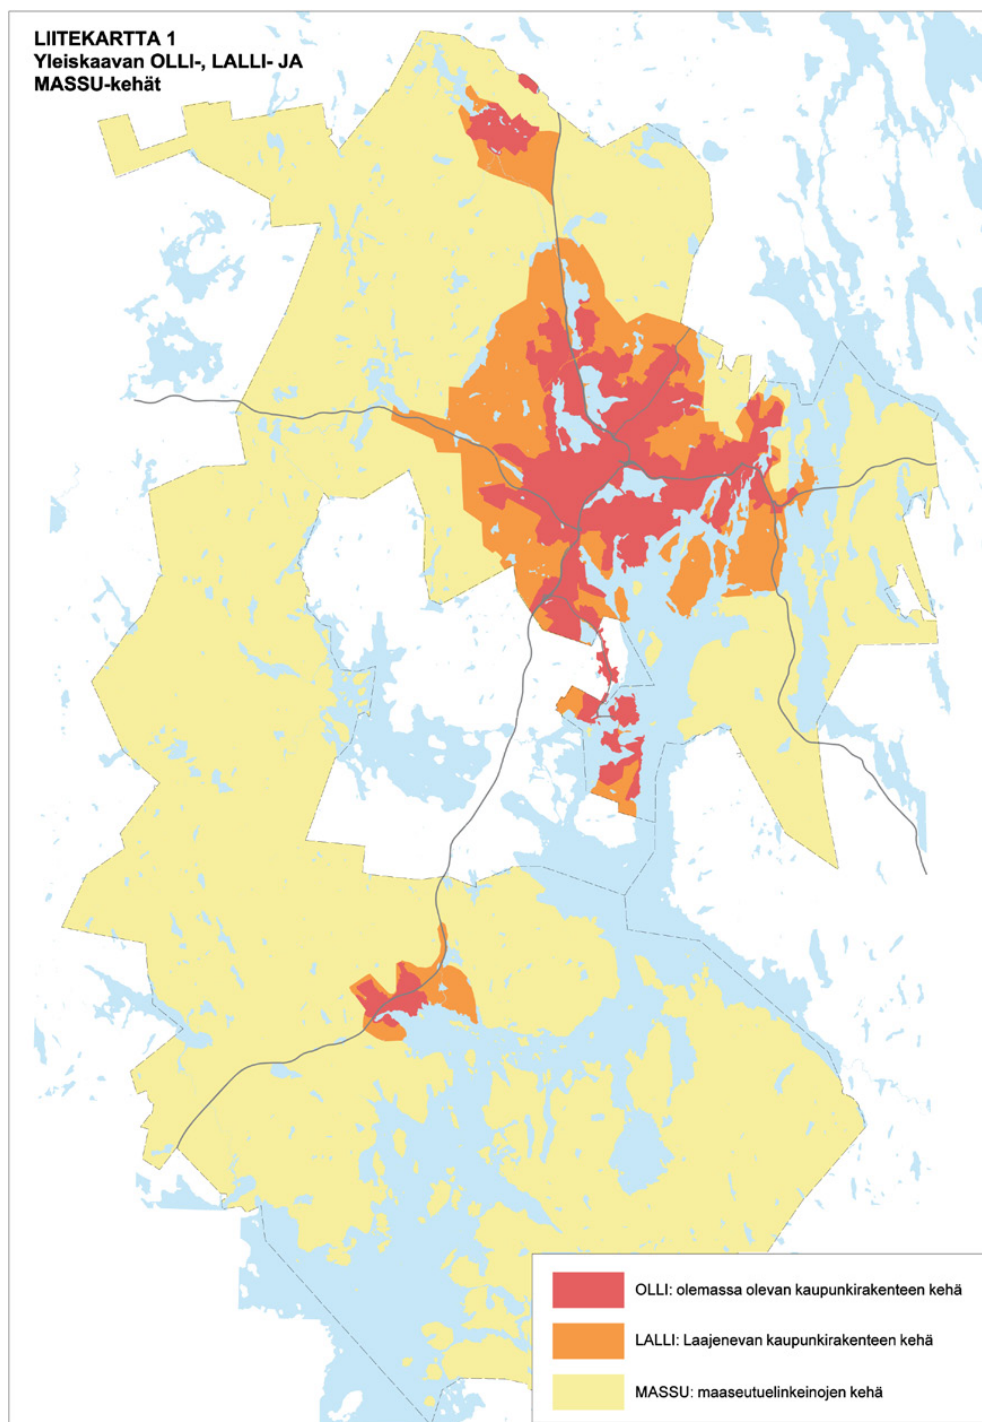 LIITEKARTTA 1
Yleiskaavan OLLI-, LALLI- JA
MASSU-kehät
OLLI: olemassa olevan kaupunkirakenteen kehä
LALLI: Laajenevan kaupunkirakenteen kehä
MASSU: maaseutuelinkeinojen kehä